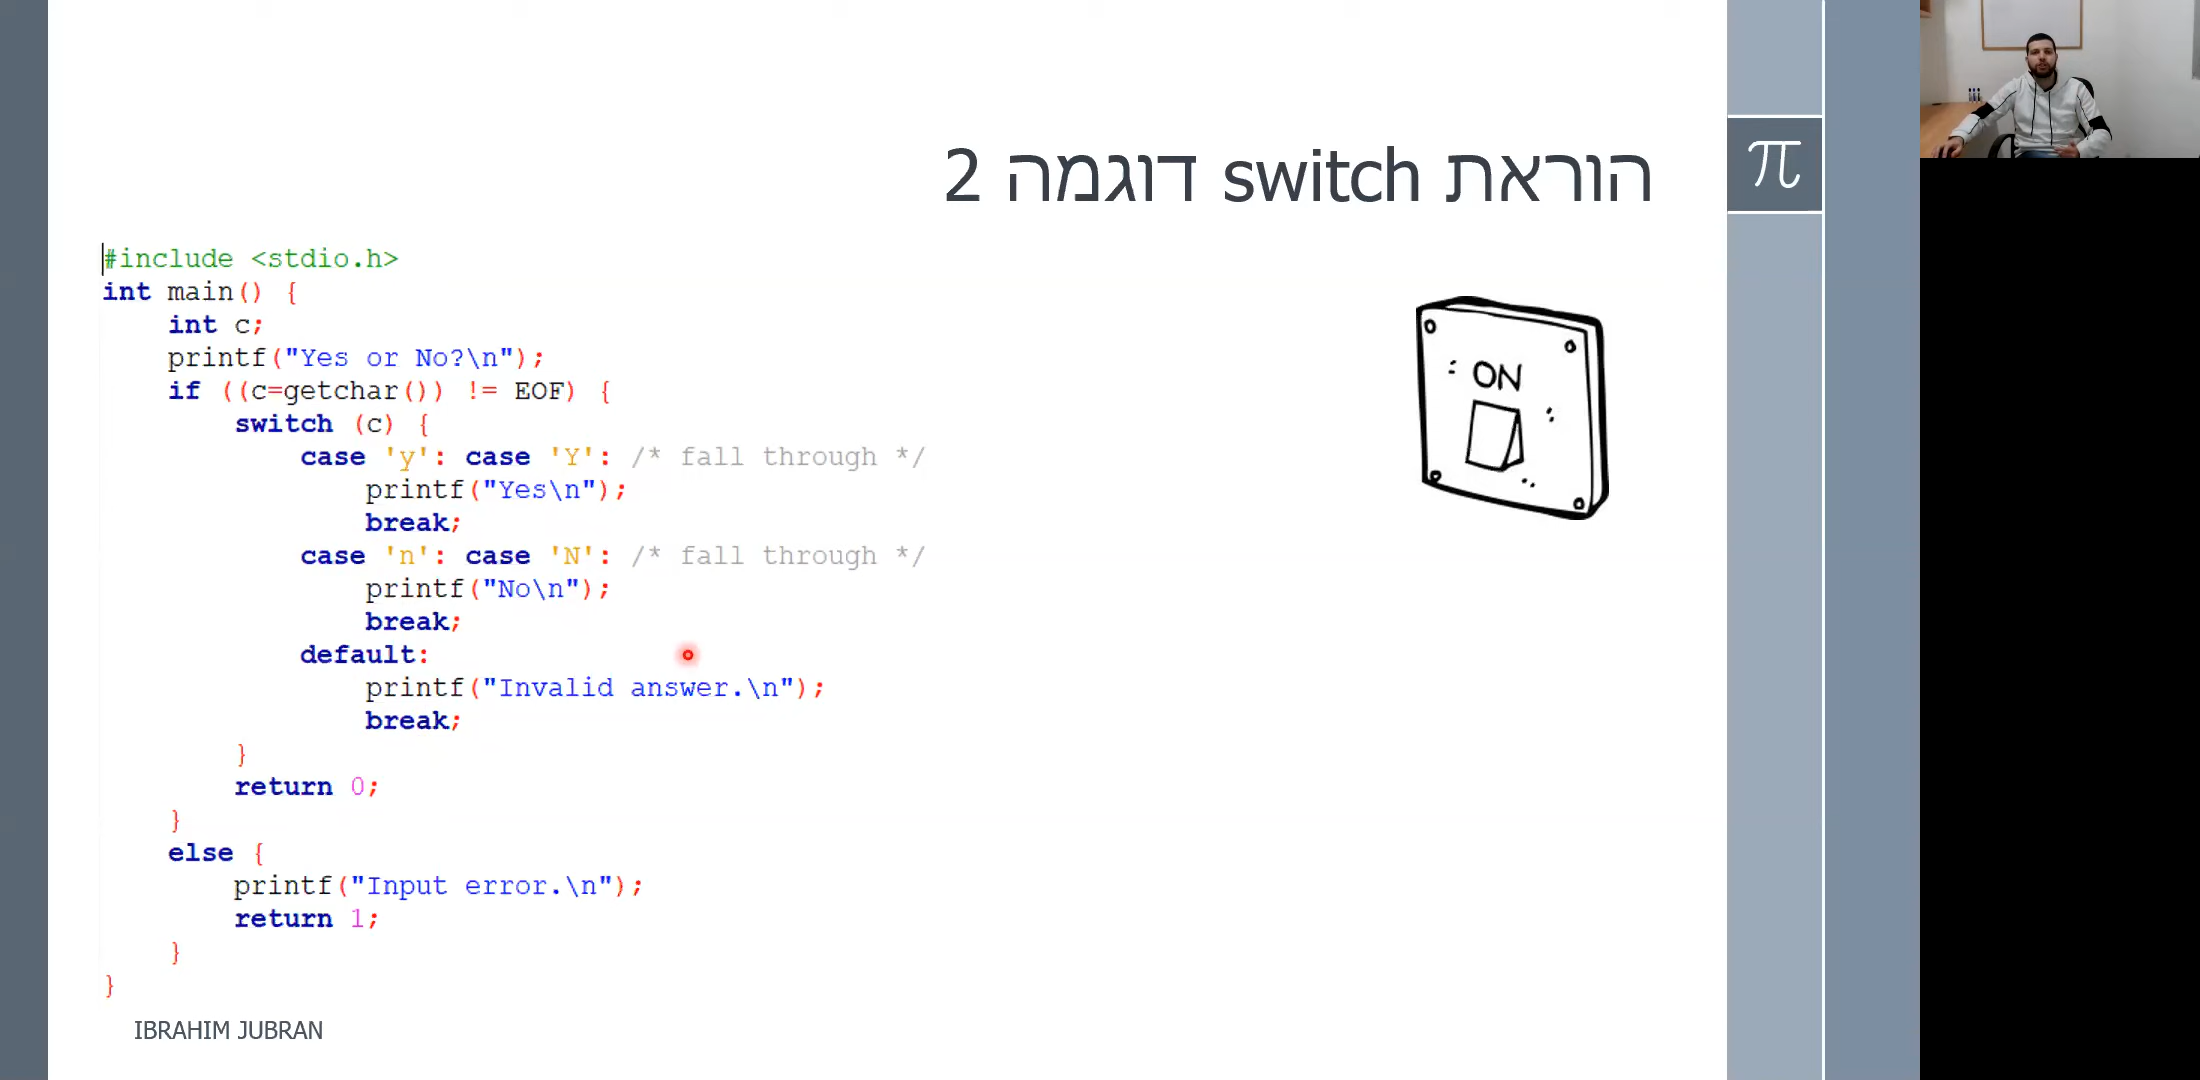 הוראת switch דוגמה 2
π
#include <stdio.h>
int main() {
    int c;
    printf("Yes or No?\n");
    if ((c=getchar()) != EOF) {
        switch (c) {
            case 'y': case 'Y': /* fall through */
                printf("Yes\n");
                break;
            case 'n': case 'N': /* fall through */
                printf("No\n");
                break;
            default:
                printf("Invalid answer.\n");
                break;
        }
        return 0;
    }
    else {
        printf("Input error.\n");
        return 1;
    }
}
ON
IBRAHIM JUBRAN